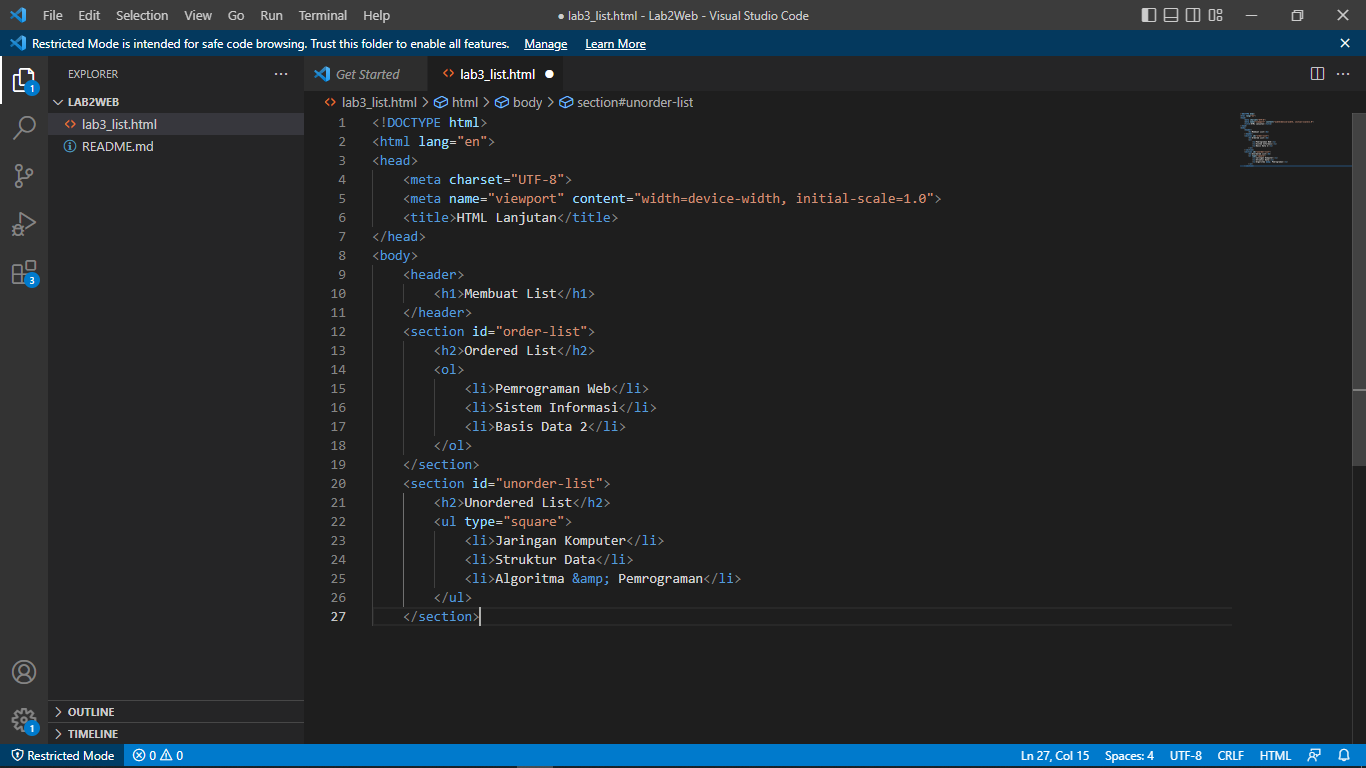 File Edit Selection View Go Run Terminal Help ● lab3_list.html - Lab2Web - Visual Studio Code
Restricted Mode is intended for safe code browsing. Trust this folder to enable all features. Manage Learn More
EXPLORER
LAB2WEB
lab3_list.html
README.md
OUTLINE
TIMELINE
1
3
1
Get Started lab3_list.html
lab3_list.html > html > body > section#unorder-list
1 <!DOCTYPE html>
2 <html lang="en">
3 <head>
4     <meta charset="UTF-8">
5     <meta name="viewport" content="width=device-width, initial-scale=1.0">
6     <title>HTML Lanjutan</title>
7 </head>
8 <body>
9     <header>
10         <h1>Membuat List</h1>
11     </header>
12     <section id="order-list">
13         <h2>Ordered List</h2>
14         <ol>
15             <li>Pemrograman Web</li>
16             <li>Sistem Informasi</li>
17             <li>Basis Data 2</li>
18         </ol>
19     </section>
20     <section id="unorder-list">
21         <h2>Unordered List</h2>
22         <ul type="square">
23             <li>Jaringan Komputer</li>
24             <li>Struktur Data</li>
25             <li>Algoritma &amp; Pemrograman</li>
26         </ul>
27     </section>
Restricted Mode 0 0 Ln 27, Col 15 Spaces: 4 UTF-8 CRLF HTML